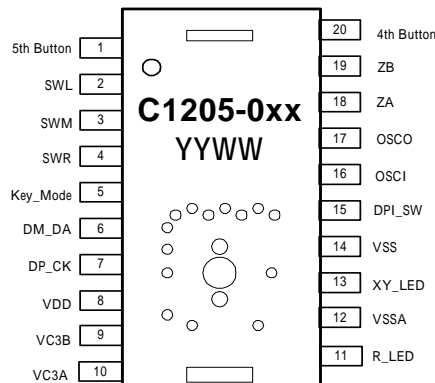 5th Button 1
SWL 2
SWM 3
SWR 4
Key_Mode 5
DM_DA 6
DP_CK 7
VDD 8
VC3B 9
VC3A 10
C1205-0xx
YYWW
20 4th Button
19 ZB
18 ZA
17 OSCO
16 OSCI
15 DPI_SW
14 VSS
13 XY_LED
12 VSSA
11 R_LED